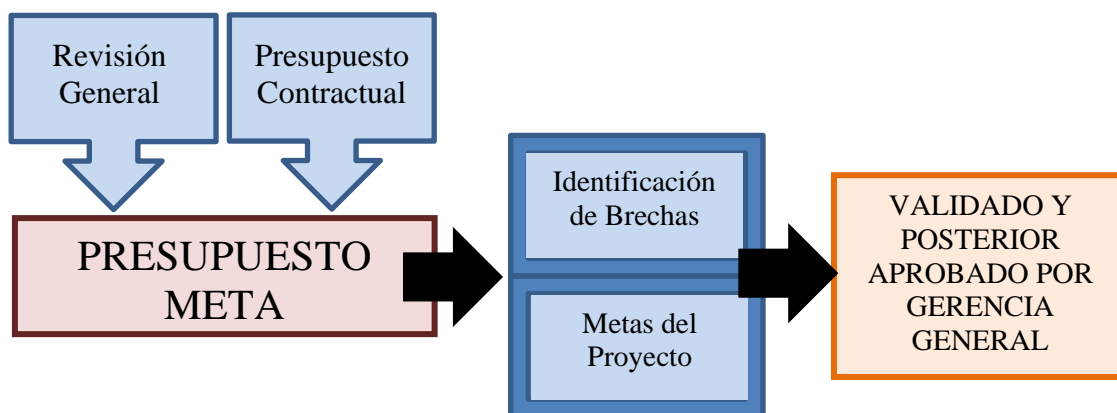 Revisión
General
Presupuesto
Contractual
PRESUPUESTO
META
Identificación
de Brechas
Metas del
Proyecto
VALIDADO Y
POSTERIOR
APROBADO POR
GERENCIA
GENERAL